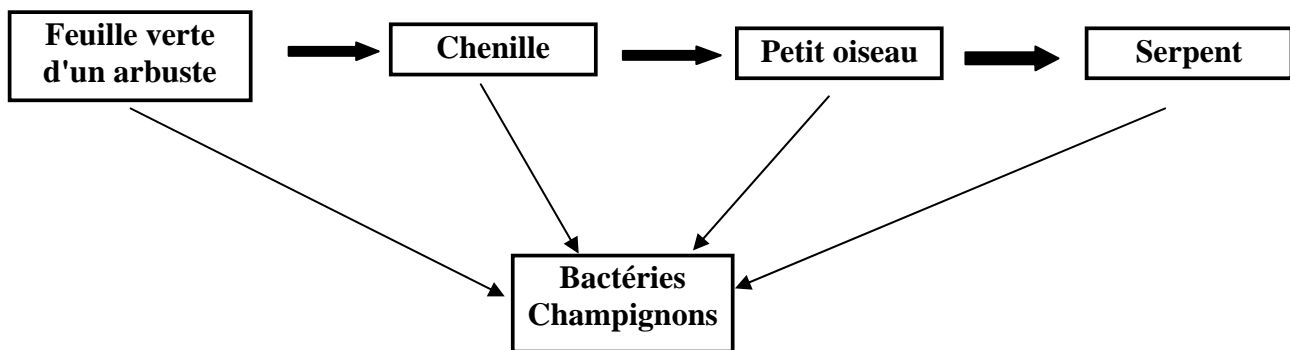 Feuille verte
d'un arbuste
Chenille
Petit oiseau
Serpent
Bactéries
Champignons